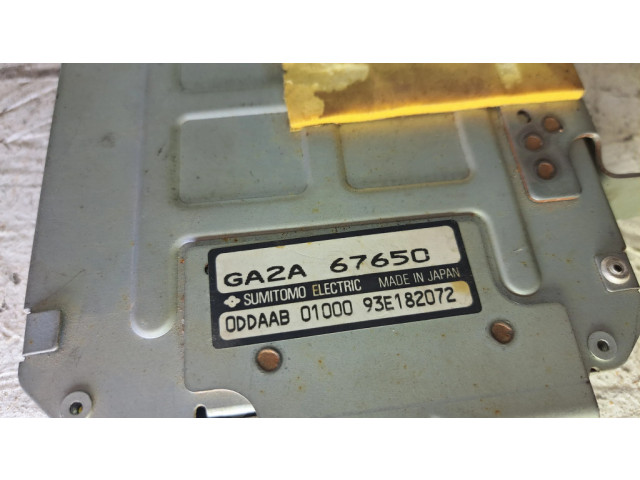 GA2A 67650
SUMITOMO ELECTRIC MADE IN JAPAN
ODDAAB 01000 93E182072